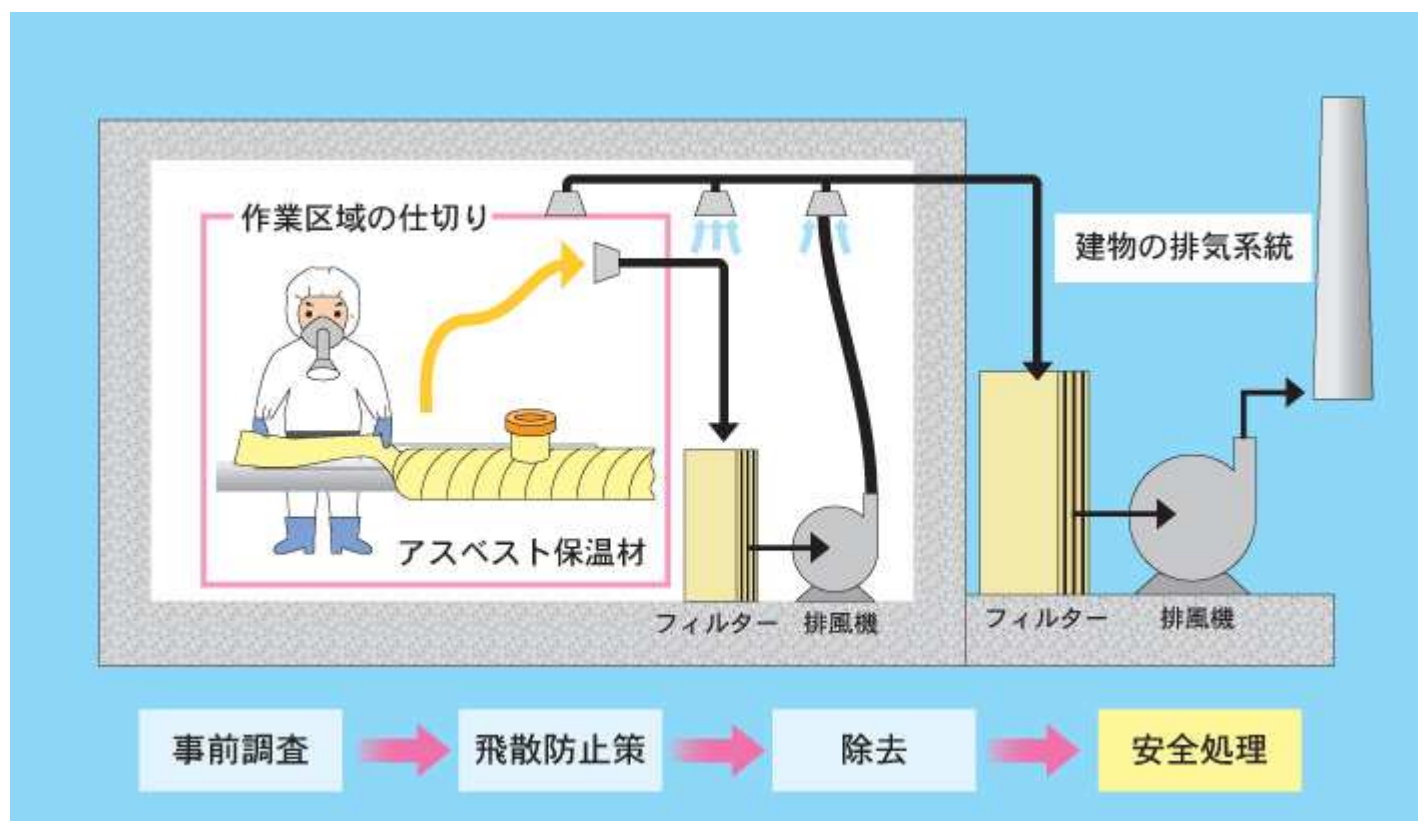 作業区域の仕切り
建物の排気系統
アスベスト保温材
フィルター
排風機
フィルター
排風機
事前調査
飛散防止策
除去
安全処理